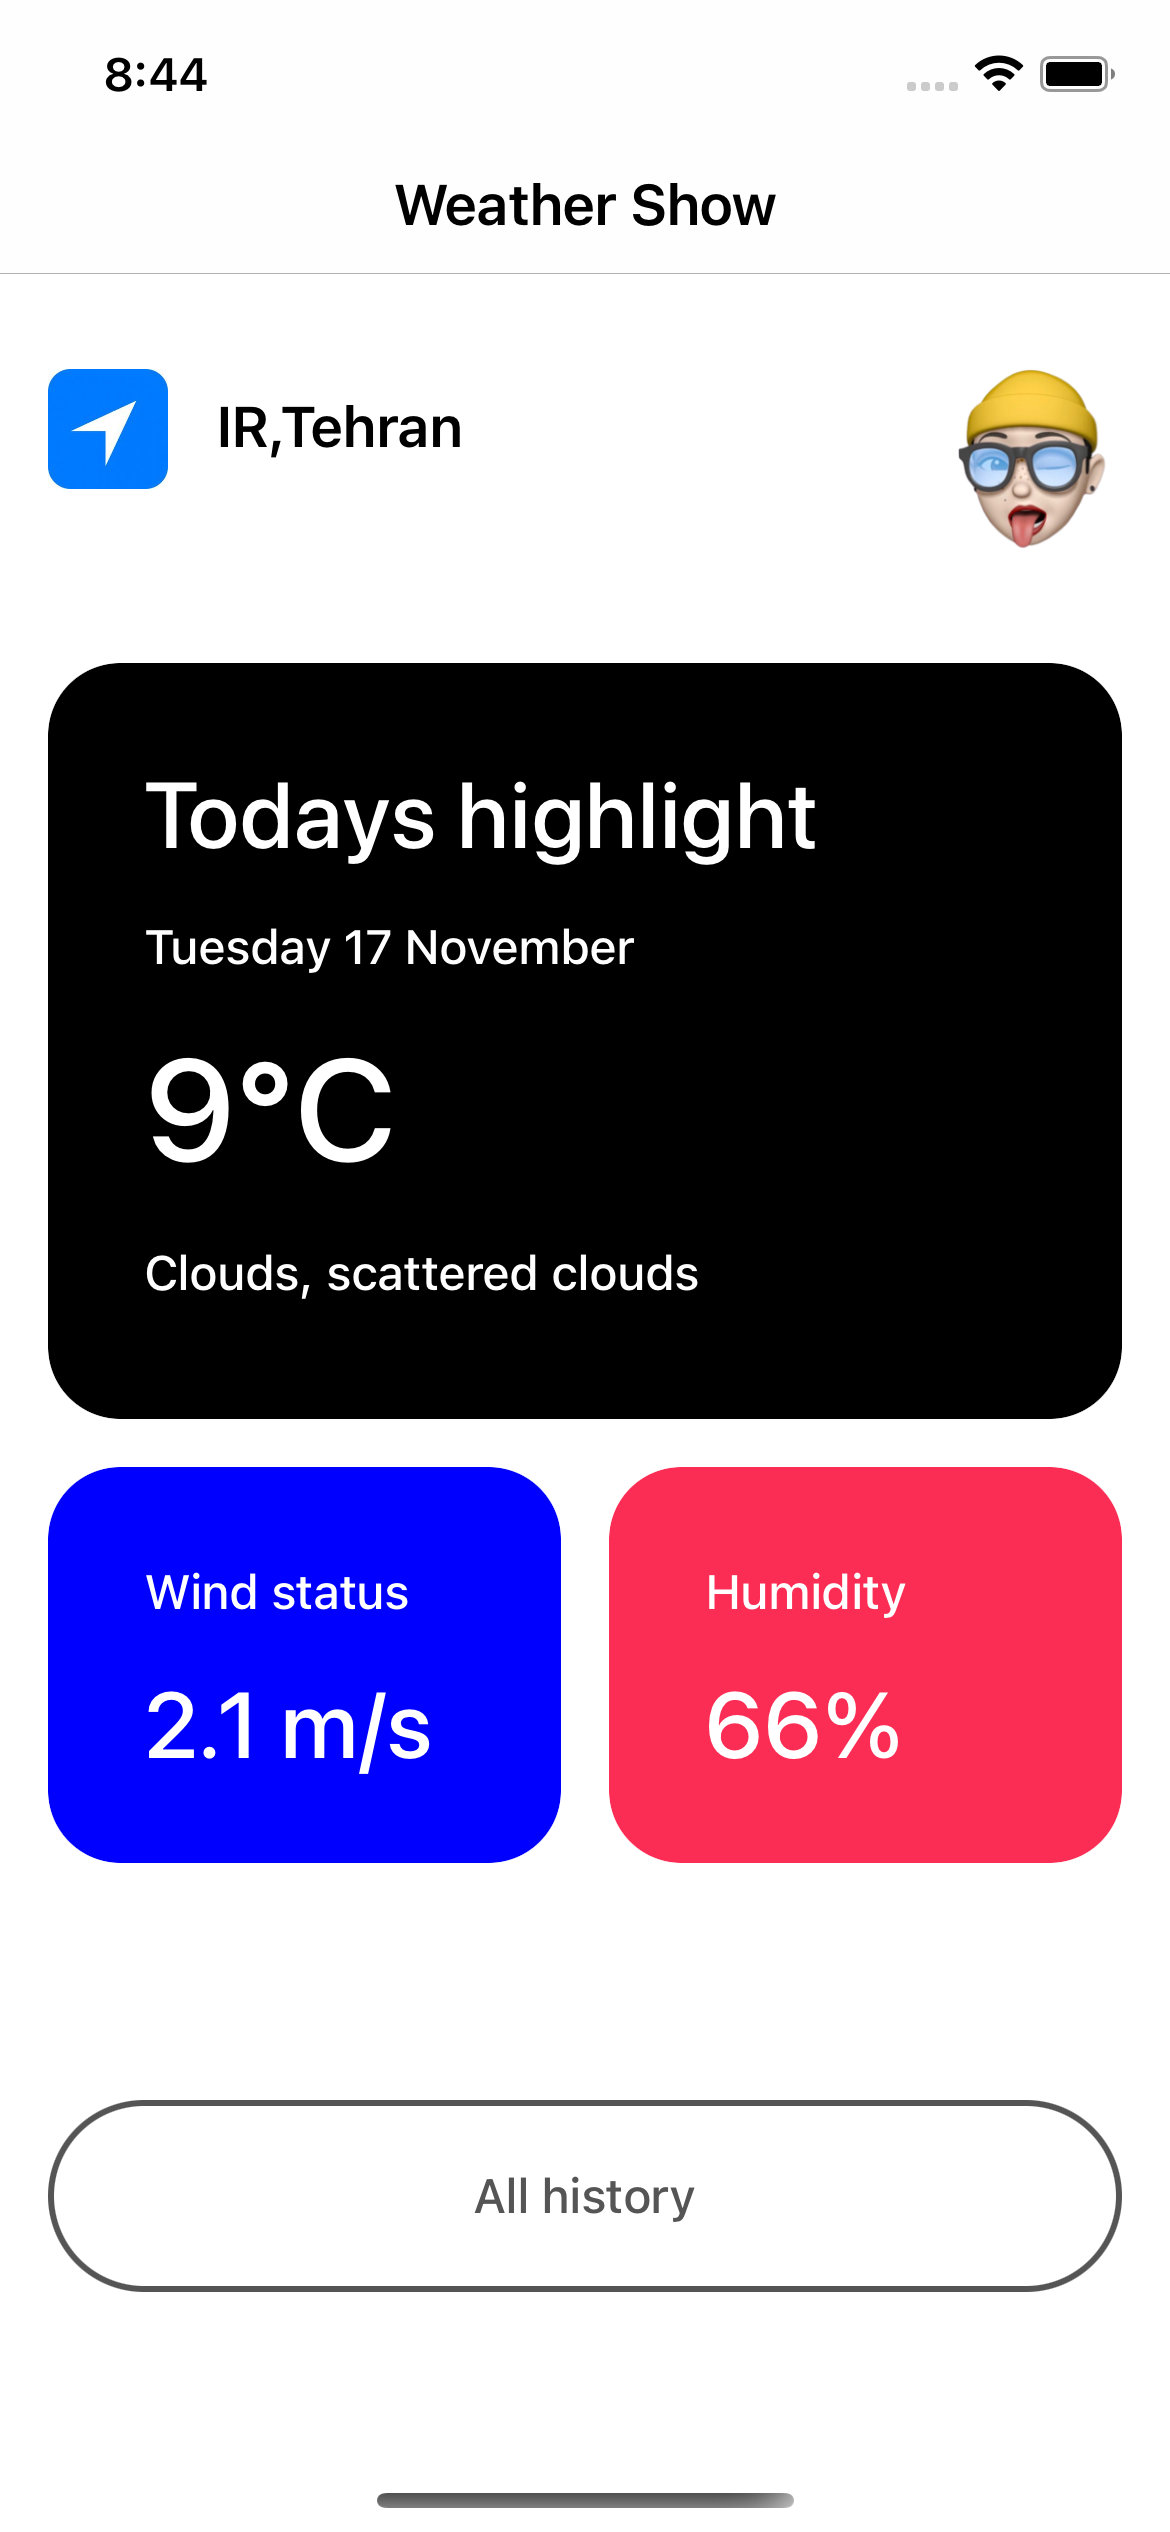 8:44
Weather Show
IR,Tehran
Todays highlight
Tuesday 17 November
9°C
Clouds, scattered clouds
Wind status
2.1 m/s
Humidity
66%
All history